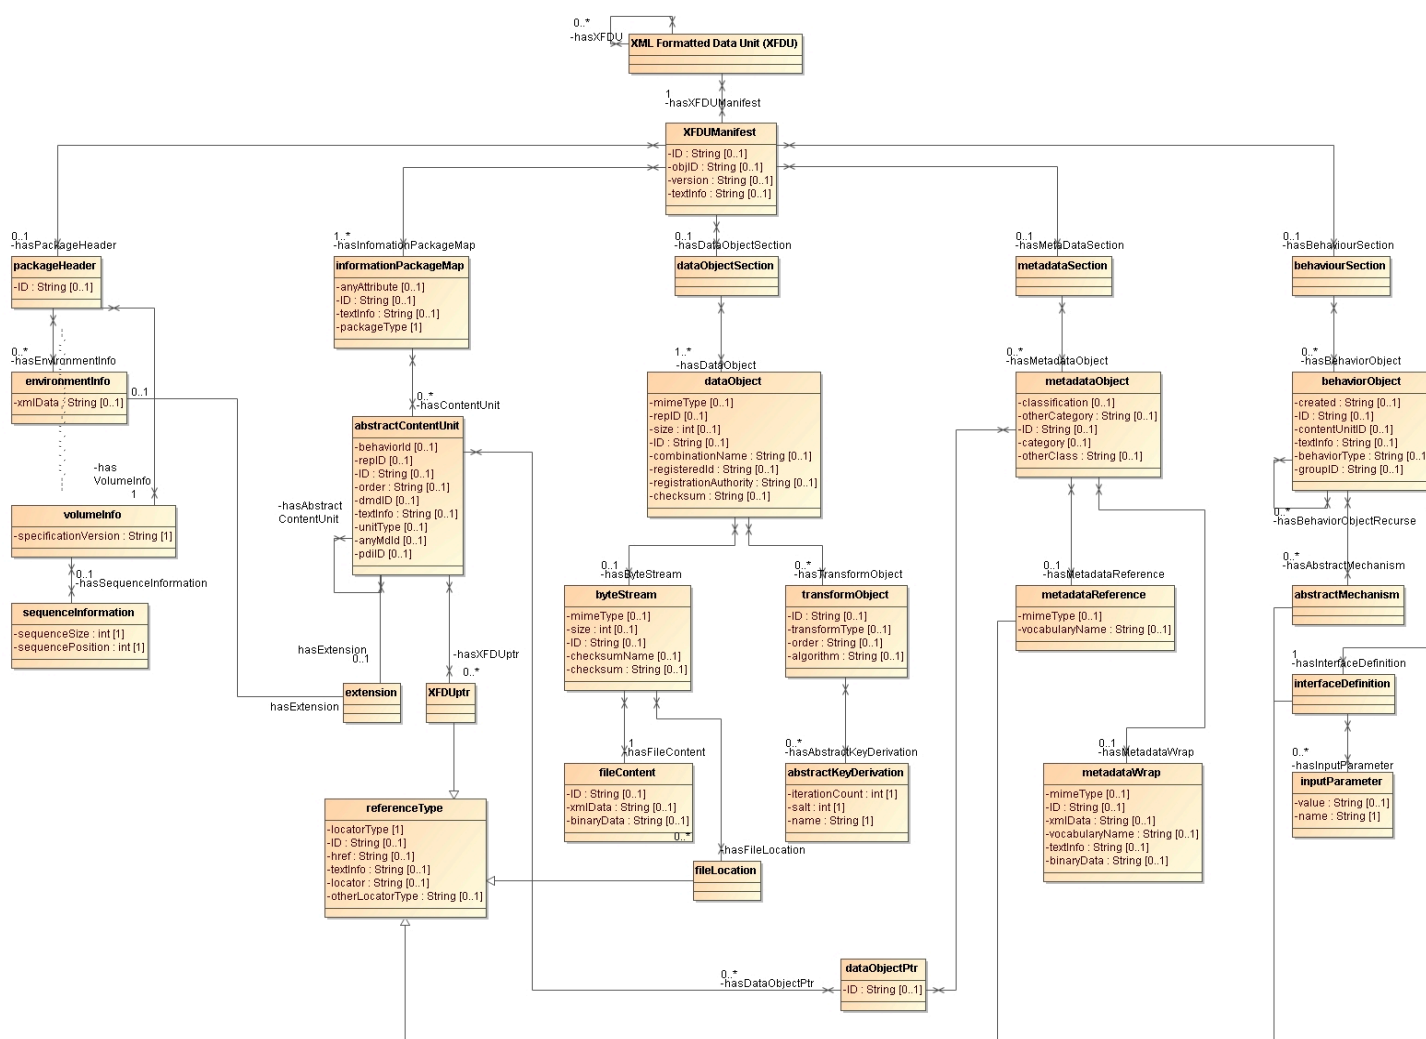 0..*
-hasXFDU
XML Formatted Data Unit (XFDU)
1
-hasXFDUManifest
XFDUManifest
-ID : String [0..1]
-objID : String [0..1]
-version : String [0..1]
-textInfo : String [0..1]
0..1
-hasPackageHeader
packageHeader
-ID : String [0..1]
1..*
-hasInfomationPackageMap
informationPackageMap
-anyAttribute [0..1]
-ID : String [0..1]
-textInfo : String [0..1]
-packageType [1]
0..1
-hasDataObjectSection
dataObjectSection
0..1
-hasMetaDataSection
metadataSection
0..1
-hasBehaviourSection
behaviourSection
0..*
-hasEnvironmentInfo
environmentInfo
-xmlData : String [0..1]
0..1
0..*
-hasContentUnit
abstractContentUnit
-behaviorId [0..1]
-repID [0..1]
-ID : String [0..1]
-order : String [0..1]
-dmdID [0..1]
-textInfo : String [0..1]
-unitType [0..1]
-anyMdId [0..1]
-pdiID [0..1]
-hasAbstract
ContentUnit
1..*
-hasDataObject
dataObject
-mimeType [0..1]
-repID [0..1]
-size : int [0..1]
-ID : String [0..1]
-combinationName : String [0..1]
-registeredId : String [0..1]
-registrationAuthority : String [0..1]
-checksum : String [0..1]
0..*
-hasMetadataObject
metadataObject
-classification [0..1]
-otherCategory : String [0..1]
-ID : String [0..1]
-category [0..1]
-otherClass : String [0..1]
0..*
-hasBehaviorObject
behaviorObject
-created : String [0..1]
-ID : String [0..1]
-contentUnitID [0..1]
-textInfo : String [0..1]
-behaviorType : String [0..1]
-groupID : String [0..1]
0..*
-hasBehaviorObjectRecurse
-has
VolumeInfo
1
volumeInfo
-specificationVersion : String [1]
0..1
-hasSequenceInformation
sequenceInformation
-sequenceSize : int [1]
-sequencePosition : int [1]
0..1
-hasByteStream
byteStream
-mimeType [0..1]
-size : int [0..1]
-ID : String [0..1]
-checksumName [0..1]
-checksum : String [0..1]
0..*
-hasTransformObject
transformObject
-ID : String [0..1]
-transformType [0..1]
-order : String [0..1]
-algorithm : String [0..1]
0..1
-hasMetadataReference
metadataReference
-mimeType [0..1]
-vocabularyName : String [0..1]
0..*
-hasAbstractMechanism
abstractMechanism
hasExtension
0..1
-hasXFDUptr
0..*
hasExtension
extension
XFDUptr
1
-hasInterfaceDefinition
interfaceDefinition
1
-hasFileContent
fileContent
-ID : String [0..1]
-xmlData : String [0..1]
-binaryData : String [0..1]
0..*
-hasFileLocation
fileLocation
0..*
-hasAbstractKeyDerivation
abstractKeyDerivation
-iterationCount : int [1]
-salt : int [1]
-name : String [1]
0..1
-hasMetadataWrap
metadataWrap
-mimeType : String [0..1]
-ID : String [0..1]
-xmlData : String [0..1]
-vocabularyName : String [0..1]
-textInfo : String [0..1]
-binaryData : String [0..1]
0..*
-hasInputParameter
inputParameter
-value : String [0..1]
-name : String [1]
referenceType
-locatorType [1]
-ID : String [0..1]
-href : String [0..1]
-textInfo : String [0..1]
-locator : String [0..1]
-otherLocatorType : String [0..1]
0..*
-hasDataObjectPtr
dataObjectPtr
-ID : String [0..1]